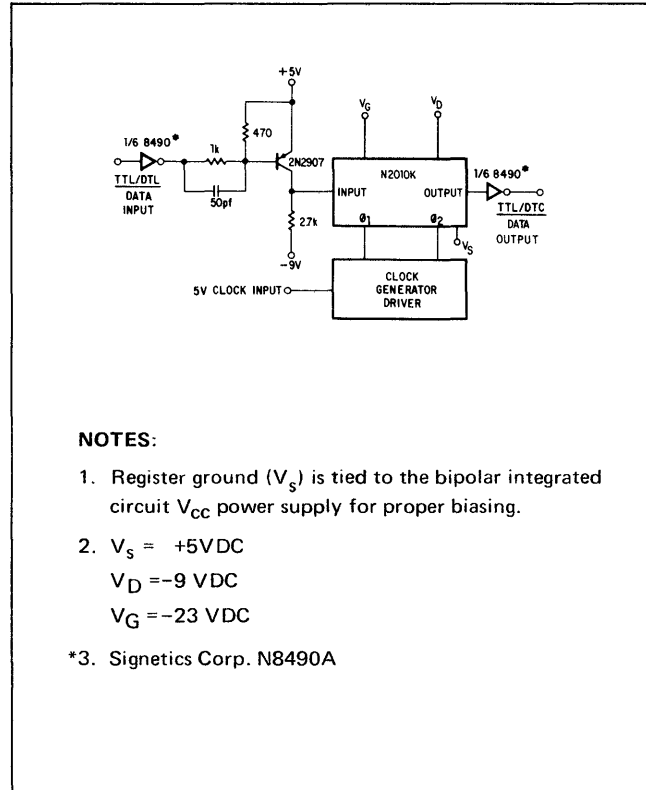 +5V
V_G
V_D
1/6 8490*
1k
470
2N2907
N2010K
1/6 8490*
TTL/DTL
DATA
INPUT
50pf
INPUT
OUTPUT
TTL/DTC
DATA
OUTPUT
2.7k
Ø1
Ø2
V_S
-9V
5V CLOCK INPUT
CLOCK
GENERATOR
DRIVER
NOTES:
1. Register ground (V_s) is tied to the bipolar integrated
circuit V_CC power supply for proper biasing.
2. V_s = +5VDC
V_D =-9 VDC
V_G =-23 VDC
*3. Signetics Corp. N8490A